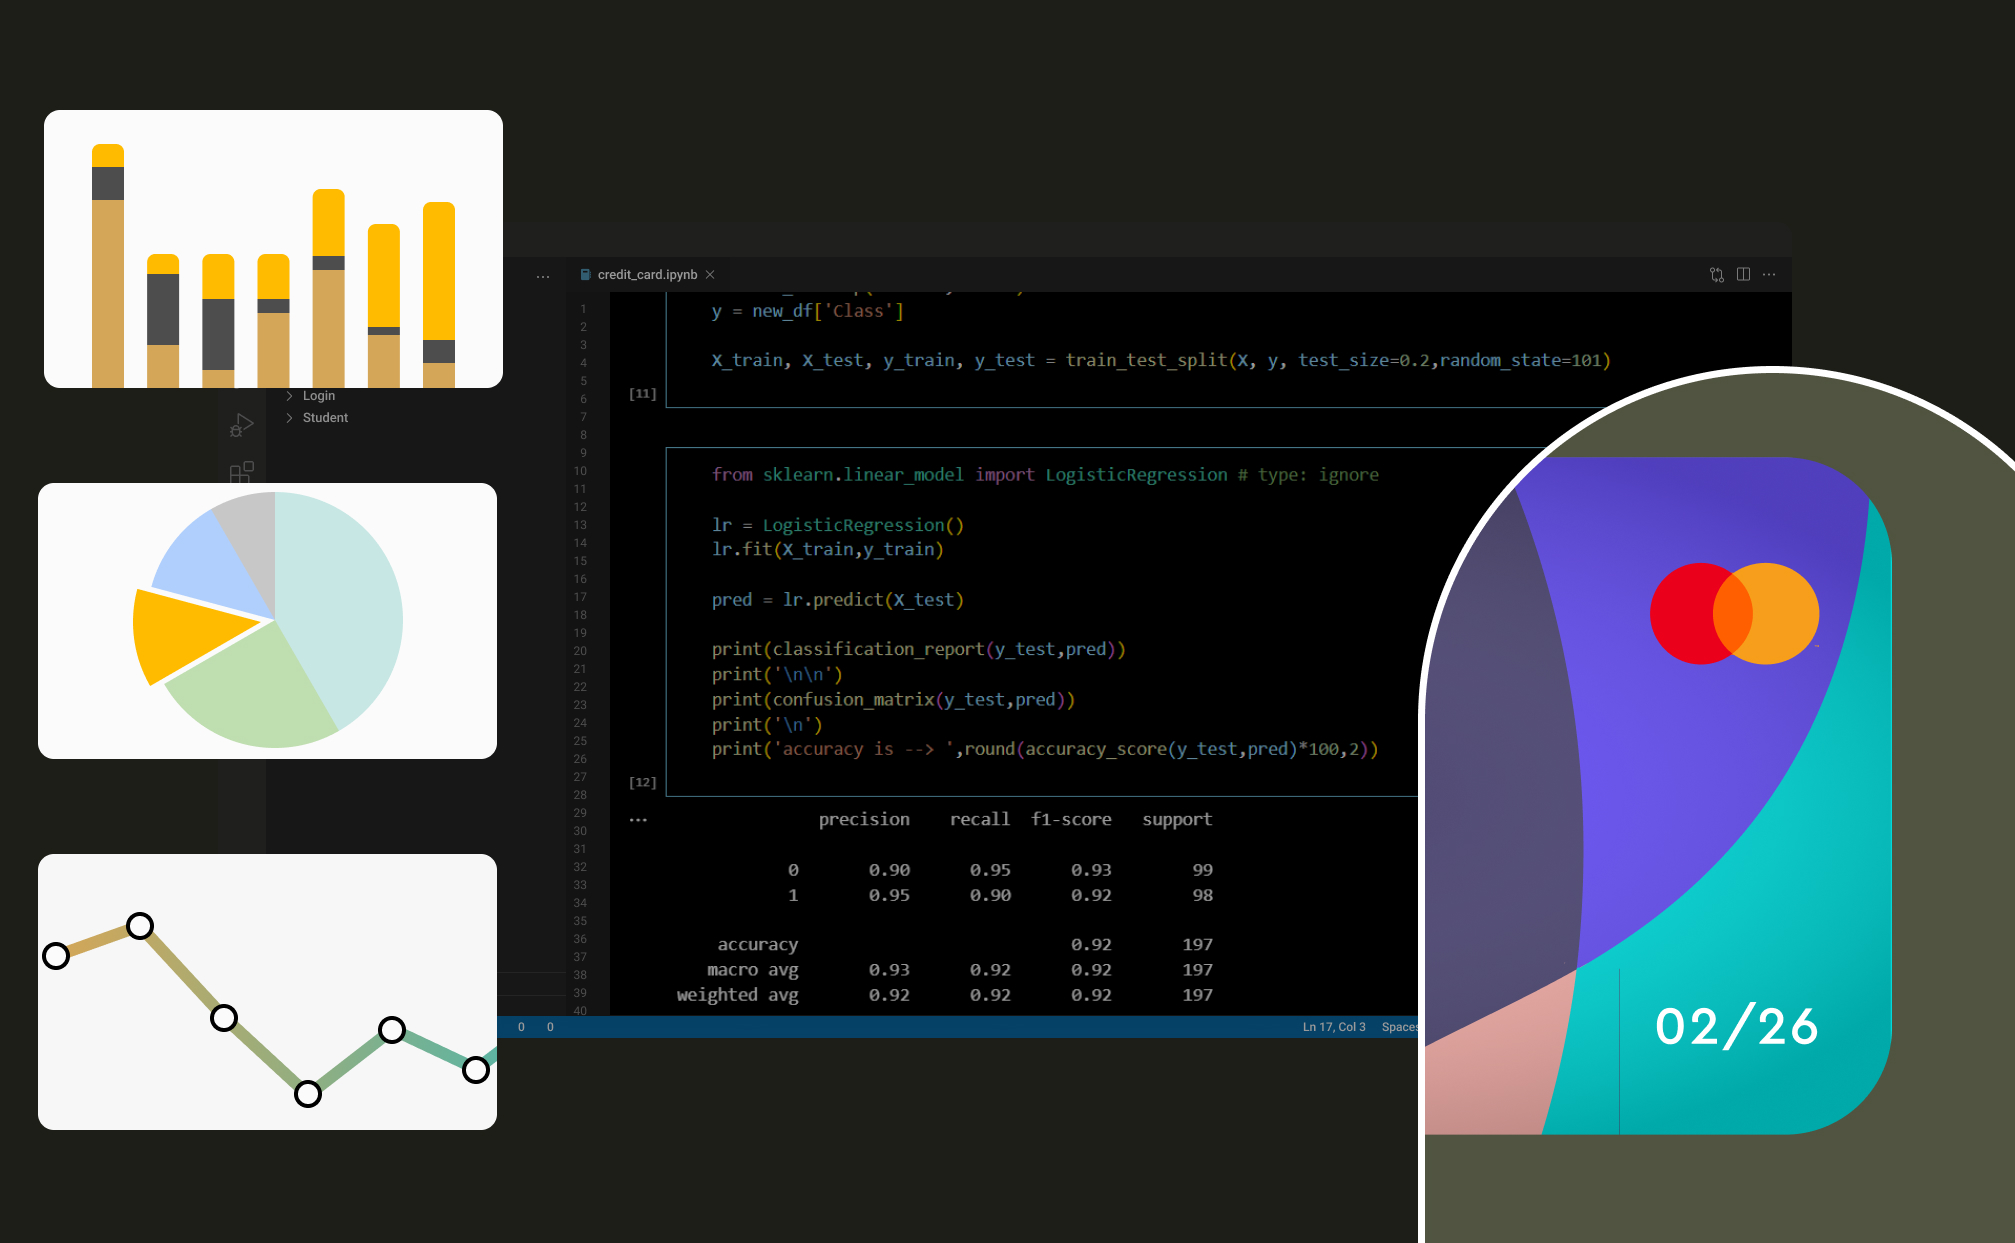 credit_card.ipynb
y = new_df['Class']
X_train, X_test, y_train, y_test = train_test_split(X, y, test_size=0.2,random_state=101)
[11]
Login
Student
from sklearn.linear_model import LogisticRegression # type: ignore
lr = LogisticRegression()
lr.fit(X_train,y_train)
pred = lr.predict(X_test)
print(classification_report(y_test,pred))
print('\n\n')
print(confusion_matrix(y_test,pred))
print('\n')
print('accuracy is --> ',round(accuracy_score(y_test,pred)*100,2))
[12]
... precision recall f1-score support
0 0.90 0.95 0.93 99
1 0.95 0.90 0.92 98
accuracy 0.92 197
macro avg 0.93 0.92 0.92 197
weighted avg 0.92 0.92 0.92 197
1
2
3
4
5
6
7
8
9
10
11
12
13
14
15
16
17
18
19
20
21
22
23
24
25
26
27
28
29
30
31
32
33
34
35
36
37
38
39
40
0 0 Ln 17, Col 3 Spaces
02/26